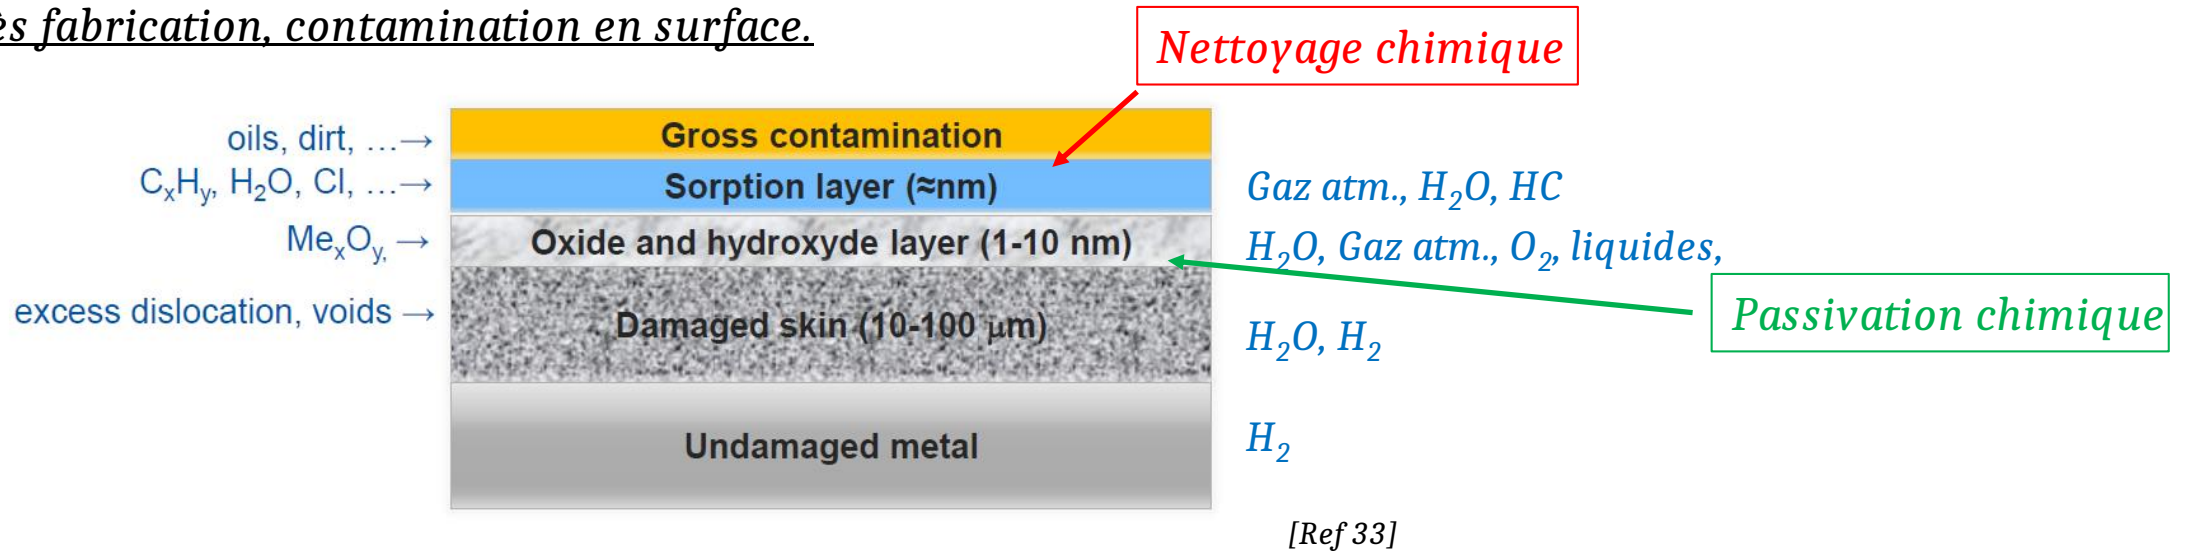 ès fabrication, contamination en surface.
Nettoyage chimique
oils, dirt, …→
Gross contamination
CxHy, H2O, Cl, …→
Sorption layer (≈nm)
Gaz atm., H2O, HC
MexOy, →
Oxide and hydroxyde layer (1-10 nm)
H2O, Gaz atm., O2, liquides,
excess dislocation, voids →
Damaged skin (10-100 µm)
H2O, H2
Passivation chimique
Undamaged metal
H2
[Ref 33]